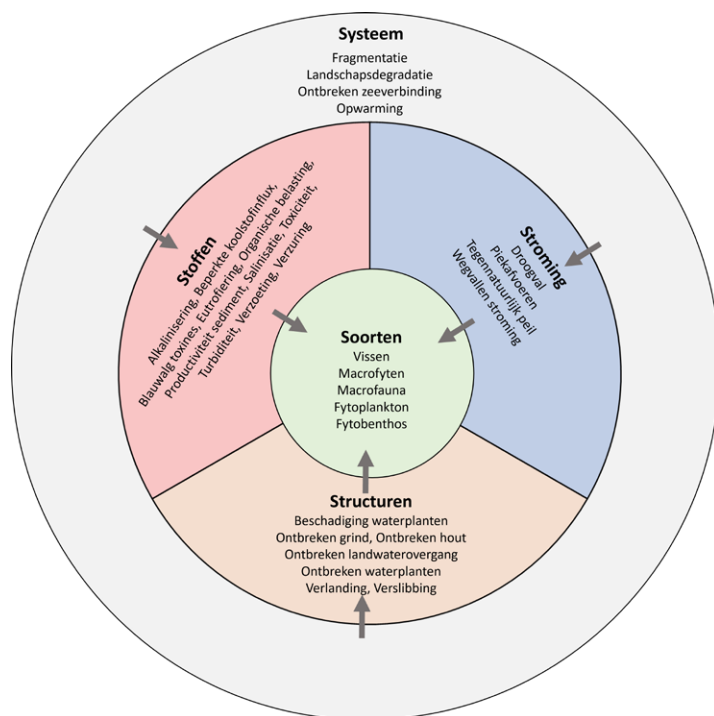 Systeem
Fragmentatie
Landschapsdegradatie
Ontbreken zeeverbinding
Opwarming
Stoffen
Alkalinisering, Beperkte koolstofinflux,
Blauwalg toxines, Eutrofiering, Organische belasting,
Productiviteit sediment, Salinisatie, Toxiciteit,
Turbiditeit, Verzoeting, Verzuring
Stroming
Droogval
Piekafvoeren
Tegennatuurlijk peil
Wegvallen stroming
Soorten
Vissen
Macrofyten
Macrofauna
Fytoplankton
Fytobenthos
Structuren
Beschadiging waterplanten
Ontbreken grind, Ontbreken hout
Ontbreken landwaterovergang
Ontbreken waterplanten
Verlanding, Verslibbing